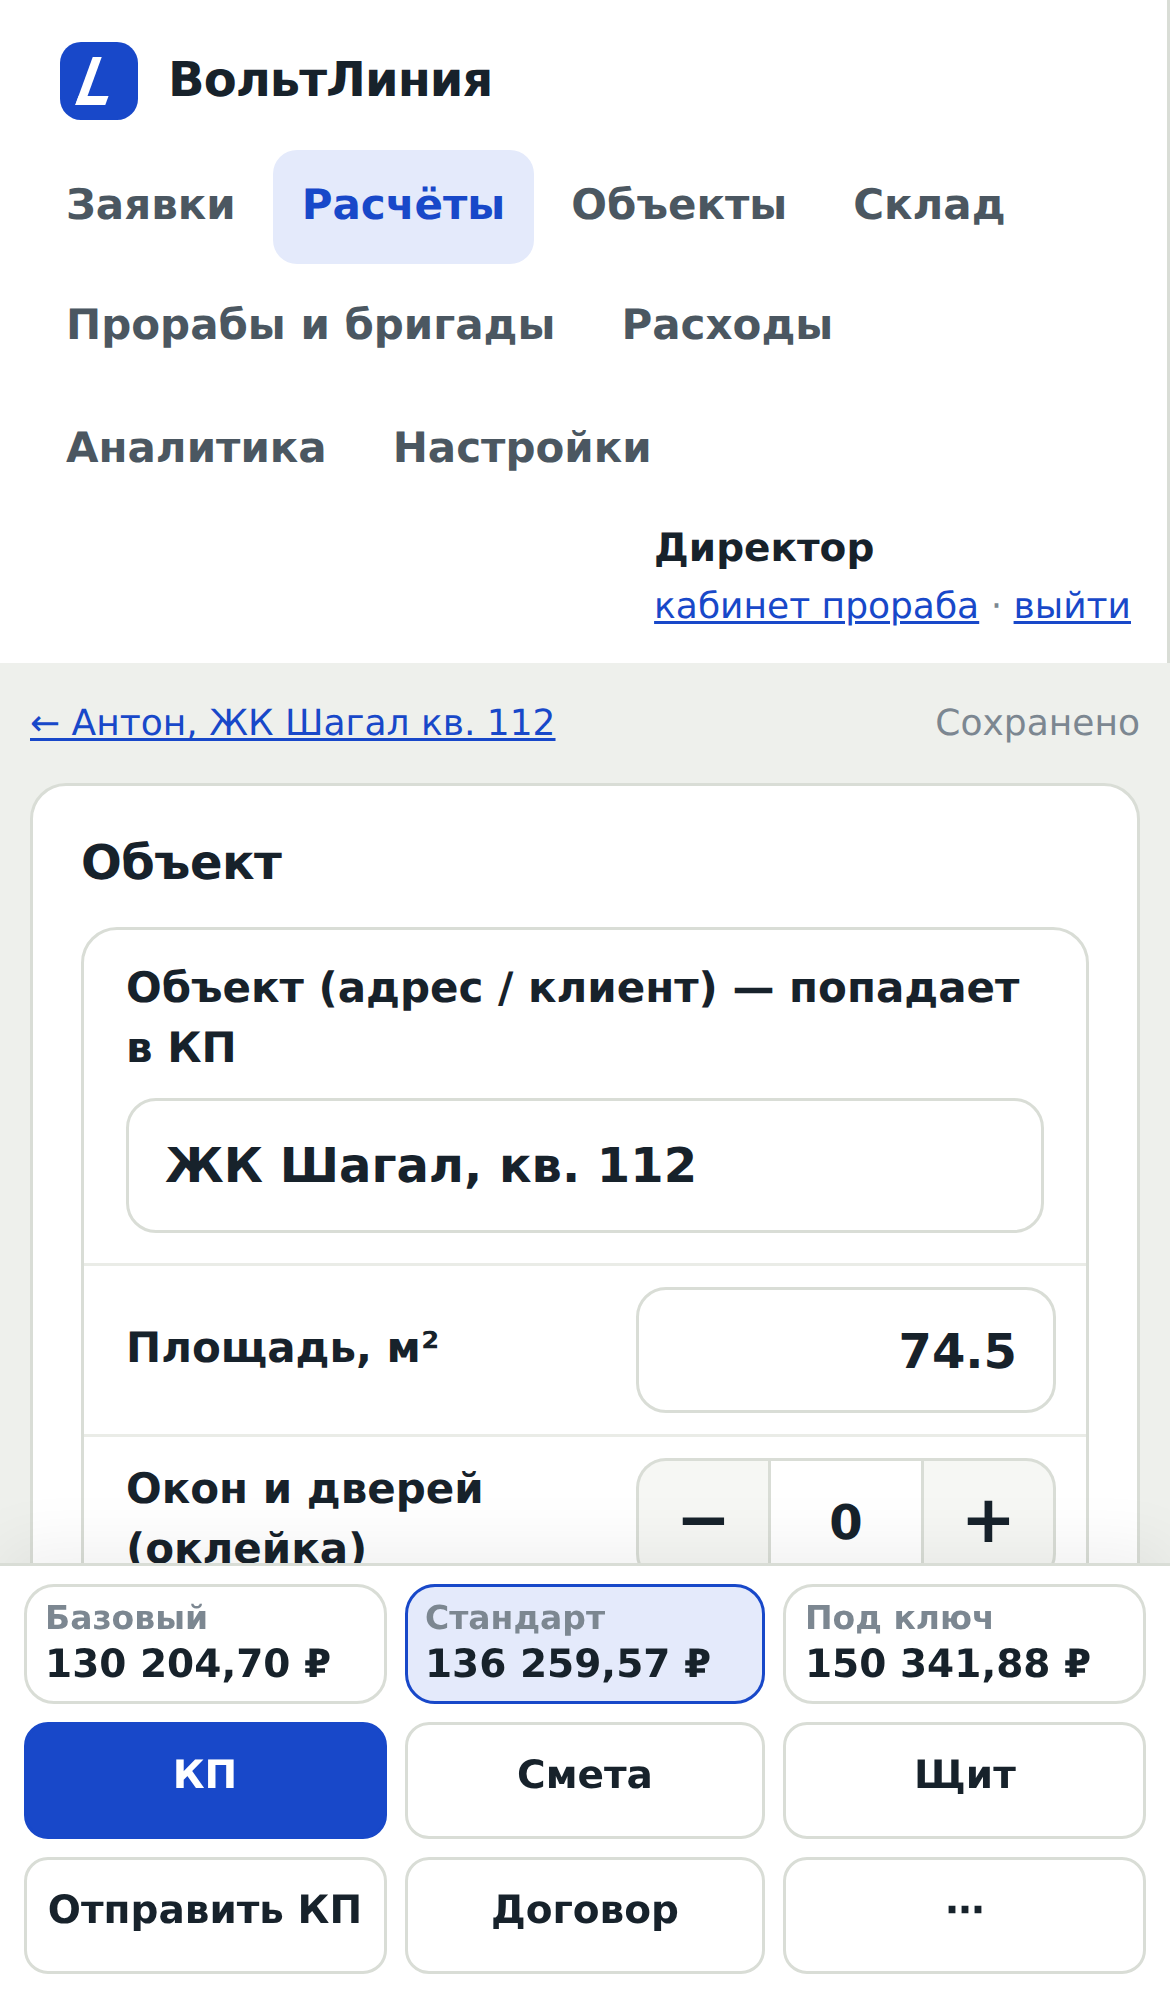 ВольтЛиния
Заявки Расчёты Объекты Склад
Прорабы и бригады Расходы
Аналитика Настройки
Директор
кабинет прораба · выйти
← Антон, ЖК Шагал кв. 112 Сохранено
Объект
Объект (адрес / клиент) — попадает
в КП
ЖК Шагал, кв. 112
Площадь, м² 74.5
Окон и дверей
(оклейка)
− 0 +
Базовый
130 204,70 ₽
Стандарт
136 259,57 ₽
Под ключ
150 341,88 ₽
КП Смета Щит
Отправить КП Договор …